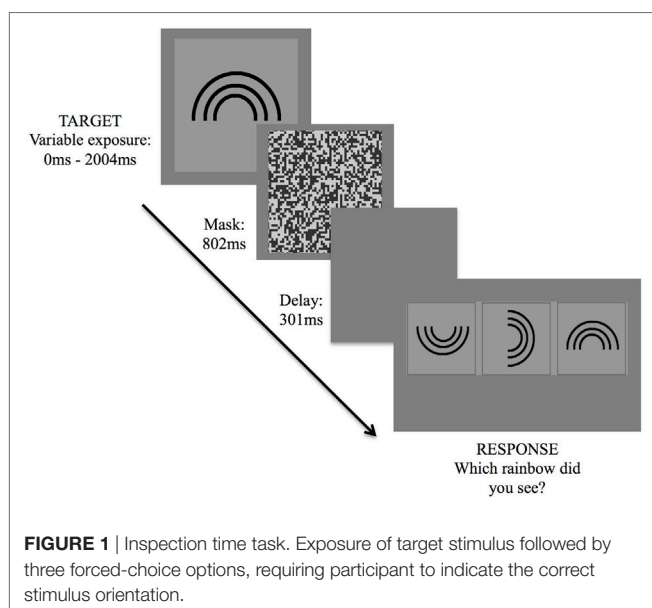 TARGET
Variable exposure:
0ms - 2004ms
Mask:
802ms
Delay:
301ms
RESPONSE
Which rainbow did
you see?
FIGURE 1 | Inspection time task. Exposure of target stimulus followed by
three forced-choice options, requiring participant to indicate the correct
stimulus orientation.